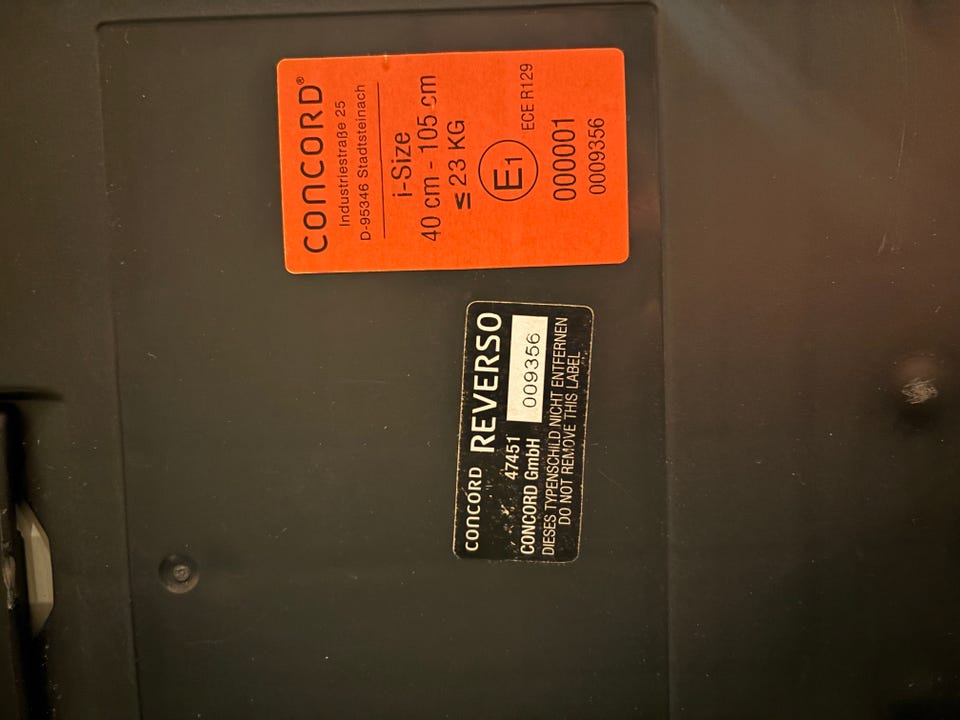 CONCORD®
Industriestraße 25
D-95346 Stadtsteinach
i-Size
40 cm - 105 cm
≤ 23 KG
E1 ECE R129
000001
0009356
CONCORD REVERSO
47451 009356
CONCORD GmbH
DIESES TYPENSCHILD NICHT ENTFERNEN
DO NOT REMOVE THIS LABEL